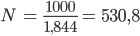 N = 1000 / 1,844 = 530,8